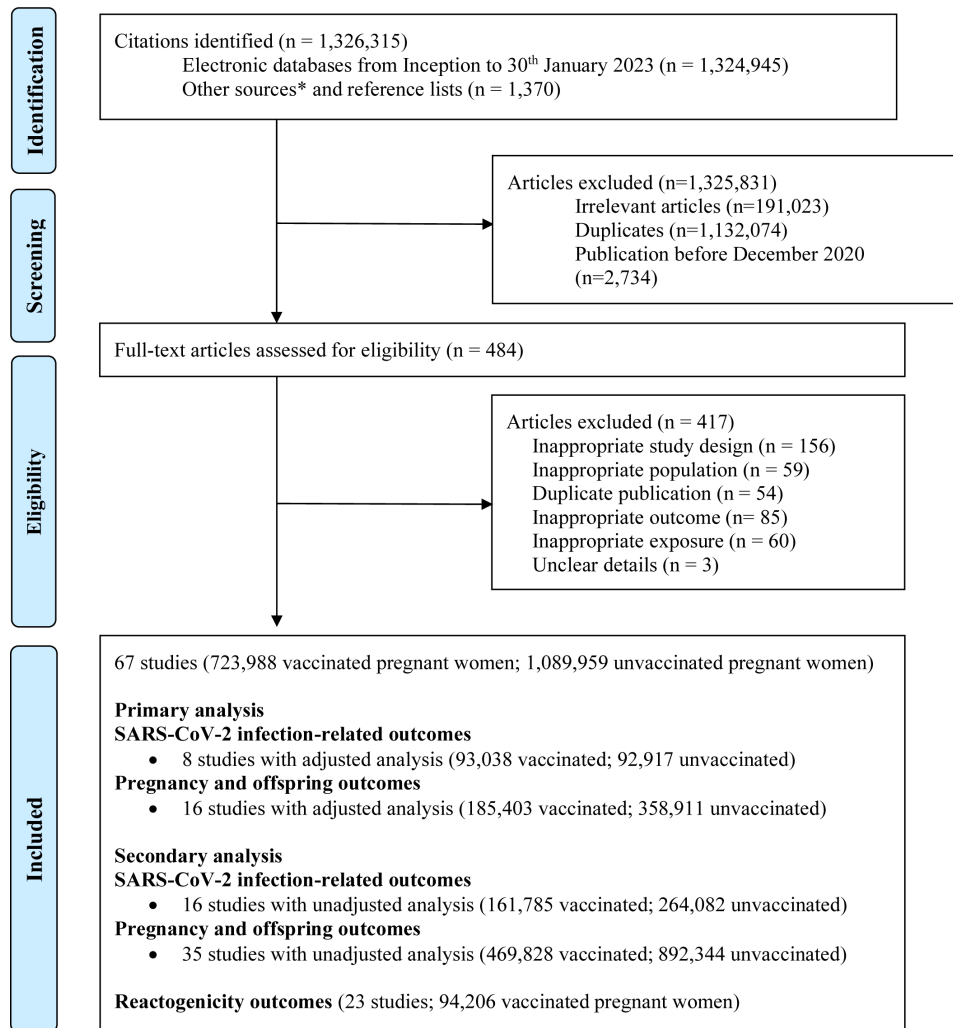 Identification
Citations identified (n = 1,326,315)
Electronic databases from Inception to 30th January 2023 (n = 1,324,945)
Other sources* and reference lists (n = 1,370)
Screening
Articles excluded (n=1,325,831)
Irrelevant articles (n=191,023)
Duplicates (n=1,132,074)
Publication before December 2020
(n=2,734)
Full-text articles assessed for eligibility (n = 484)
Eligibility
Articles excluded (n = 417)
Inappropriate study design (n = 156)
Inappropriate population (n = 59)
Duplicate publication (n = 54)
Inappropriate outcome (n= 85)
Inappropriate exposure (n = 60)
Unclear details (n = 3)
Included
67 studies (723,988 vaccinated pregnant women; 1,089,959 unvaccinated pregnant women)
Primary analysis
SARS-CoV-2 infection-related outcomes
• 8 studies with adjusted analysis (93,038 vaccinated; 92,917 unvaccinated)
Pregnancy and offspring outcomes
• 16 studies with adjusted analysis (185,403 vaccinated; 358,911 unvaccinated)
Secondary analysis
SARS-CoV-2 infection-related outcomes
• 16 studies with unadjusted analysis (161,785 vaccinated; 264,082 unvaccinated)
Pregnancy and offspring outcomes
• 35 studies with unadjusted analysis (469,828 vaccinated; 892,344 unvaccinated)
Reactogenicity outcomes (23 studies; 94,206 vaccinated pregnant women)